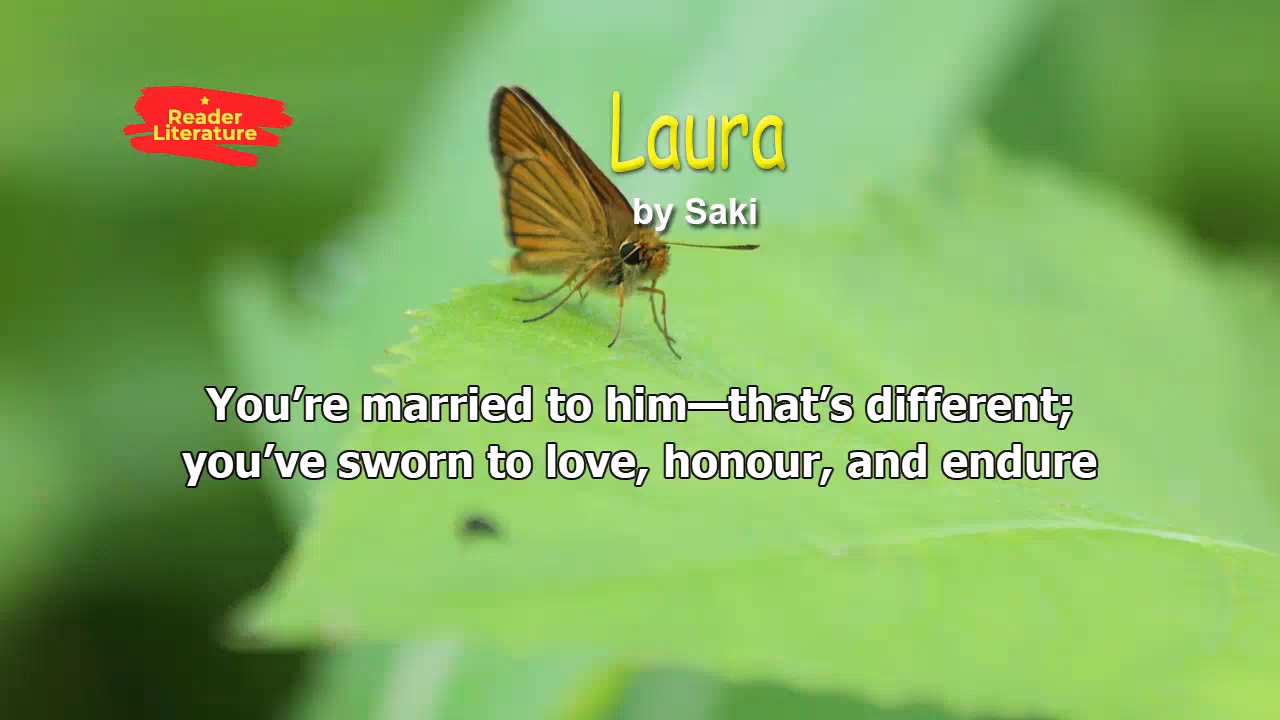 Reader
Literature
Laura
by Saki
You’re married to him—that’s different;
you’ve sworn to love, honour, and endure